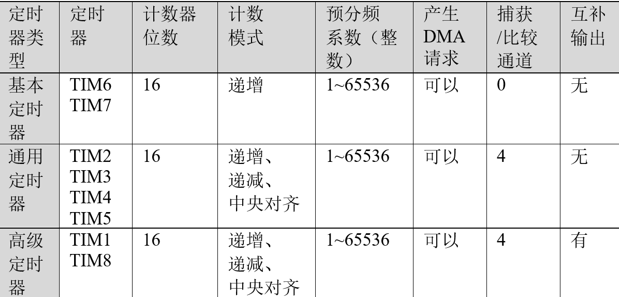 定时器类型 定时器 计数器位数 计数模式 预分频系数（整数） 产生DMA请求 捕获/比较通道 互补输出
基本定时器 TIM6 TIM7 16 递增 1~65536 可以 0 无
通用定时器 TIM2 TIM3 TIM4 TIM5 16 递增、递减、中央对齐 1~65536 可以 4 无
高级定时器 TIM1 TIM8 16 递增、递减、中央对齐 1~65536 可以 4 有